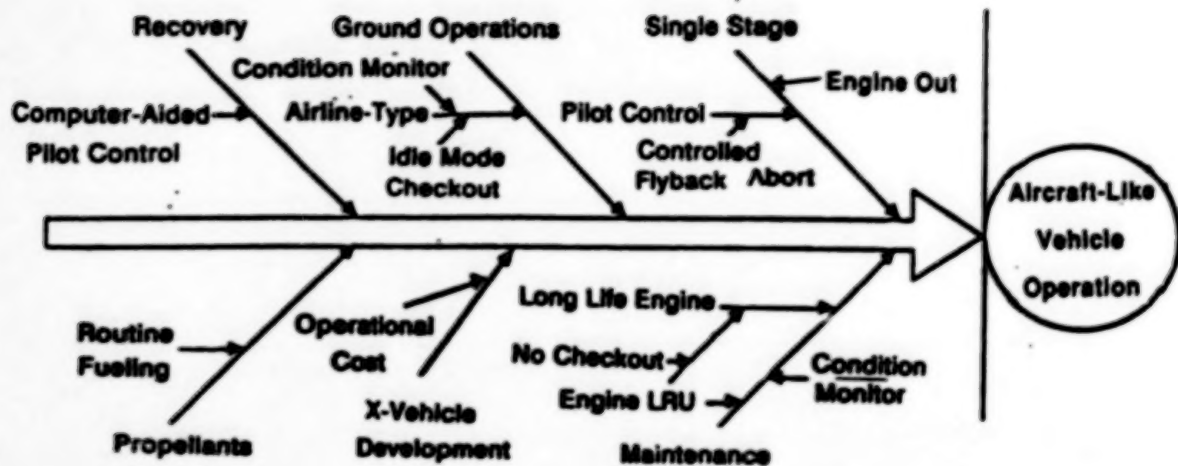 Recovery
Ground Operations
Single Stage
Condition Monitor
Engine Out
Computer-Aided
Pilot Control
Airline-Type
Pilot Control
Idle Mode
Checkout
Controlled
Flyback Abort
Aircraft-Like
Vehicle
Operation
Routine
Fueling
Operational
Cost
Long Life Engine
No Checkout
Condition
Monitor
Engine LRU
X-Vehicle
Development
Propellants
Maintenance